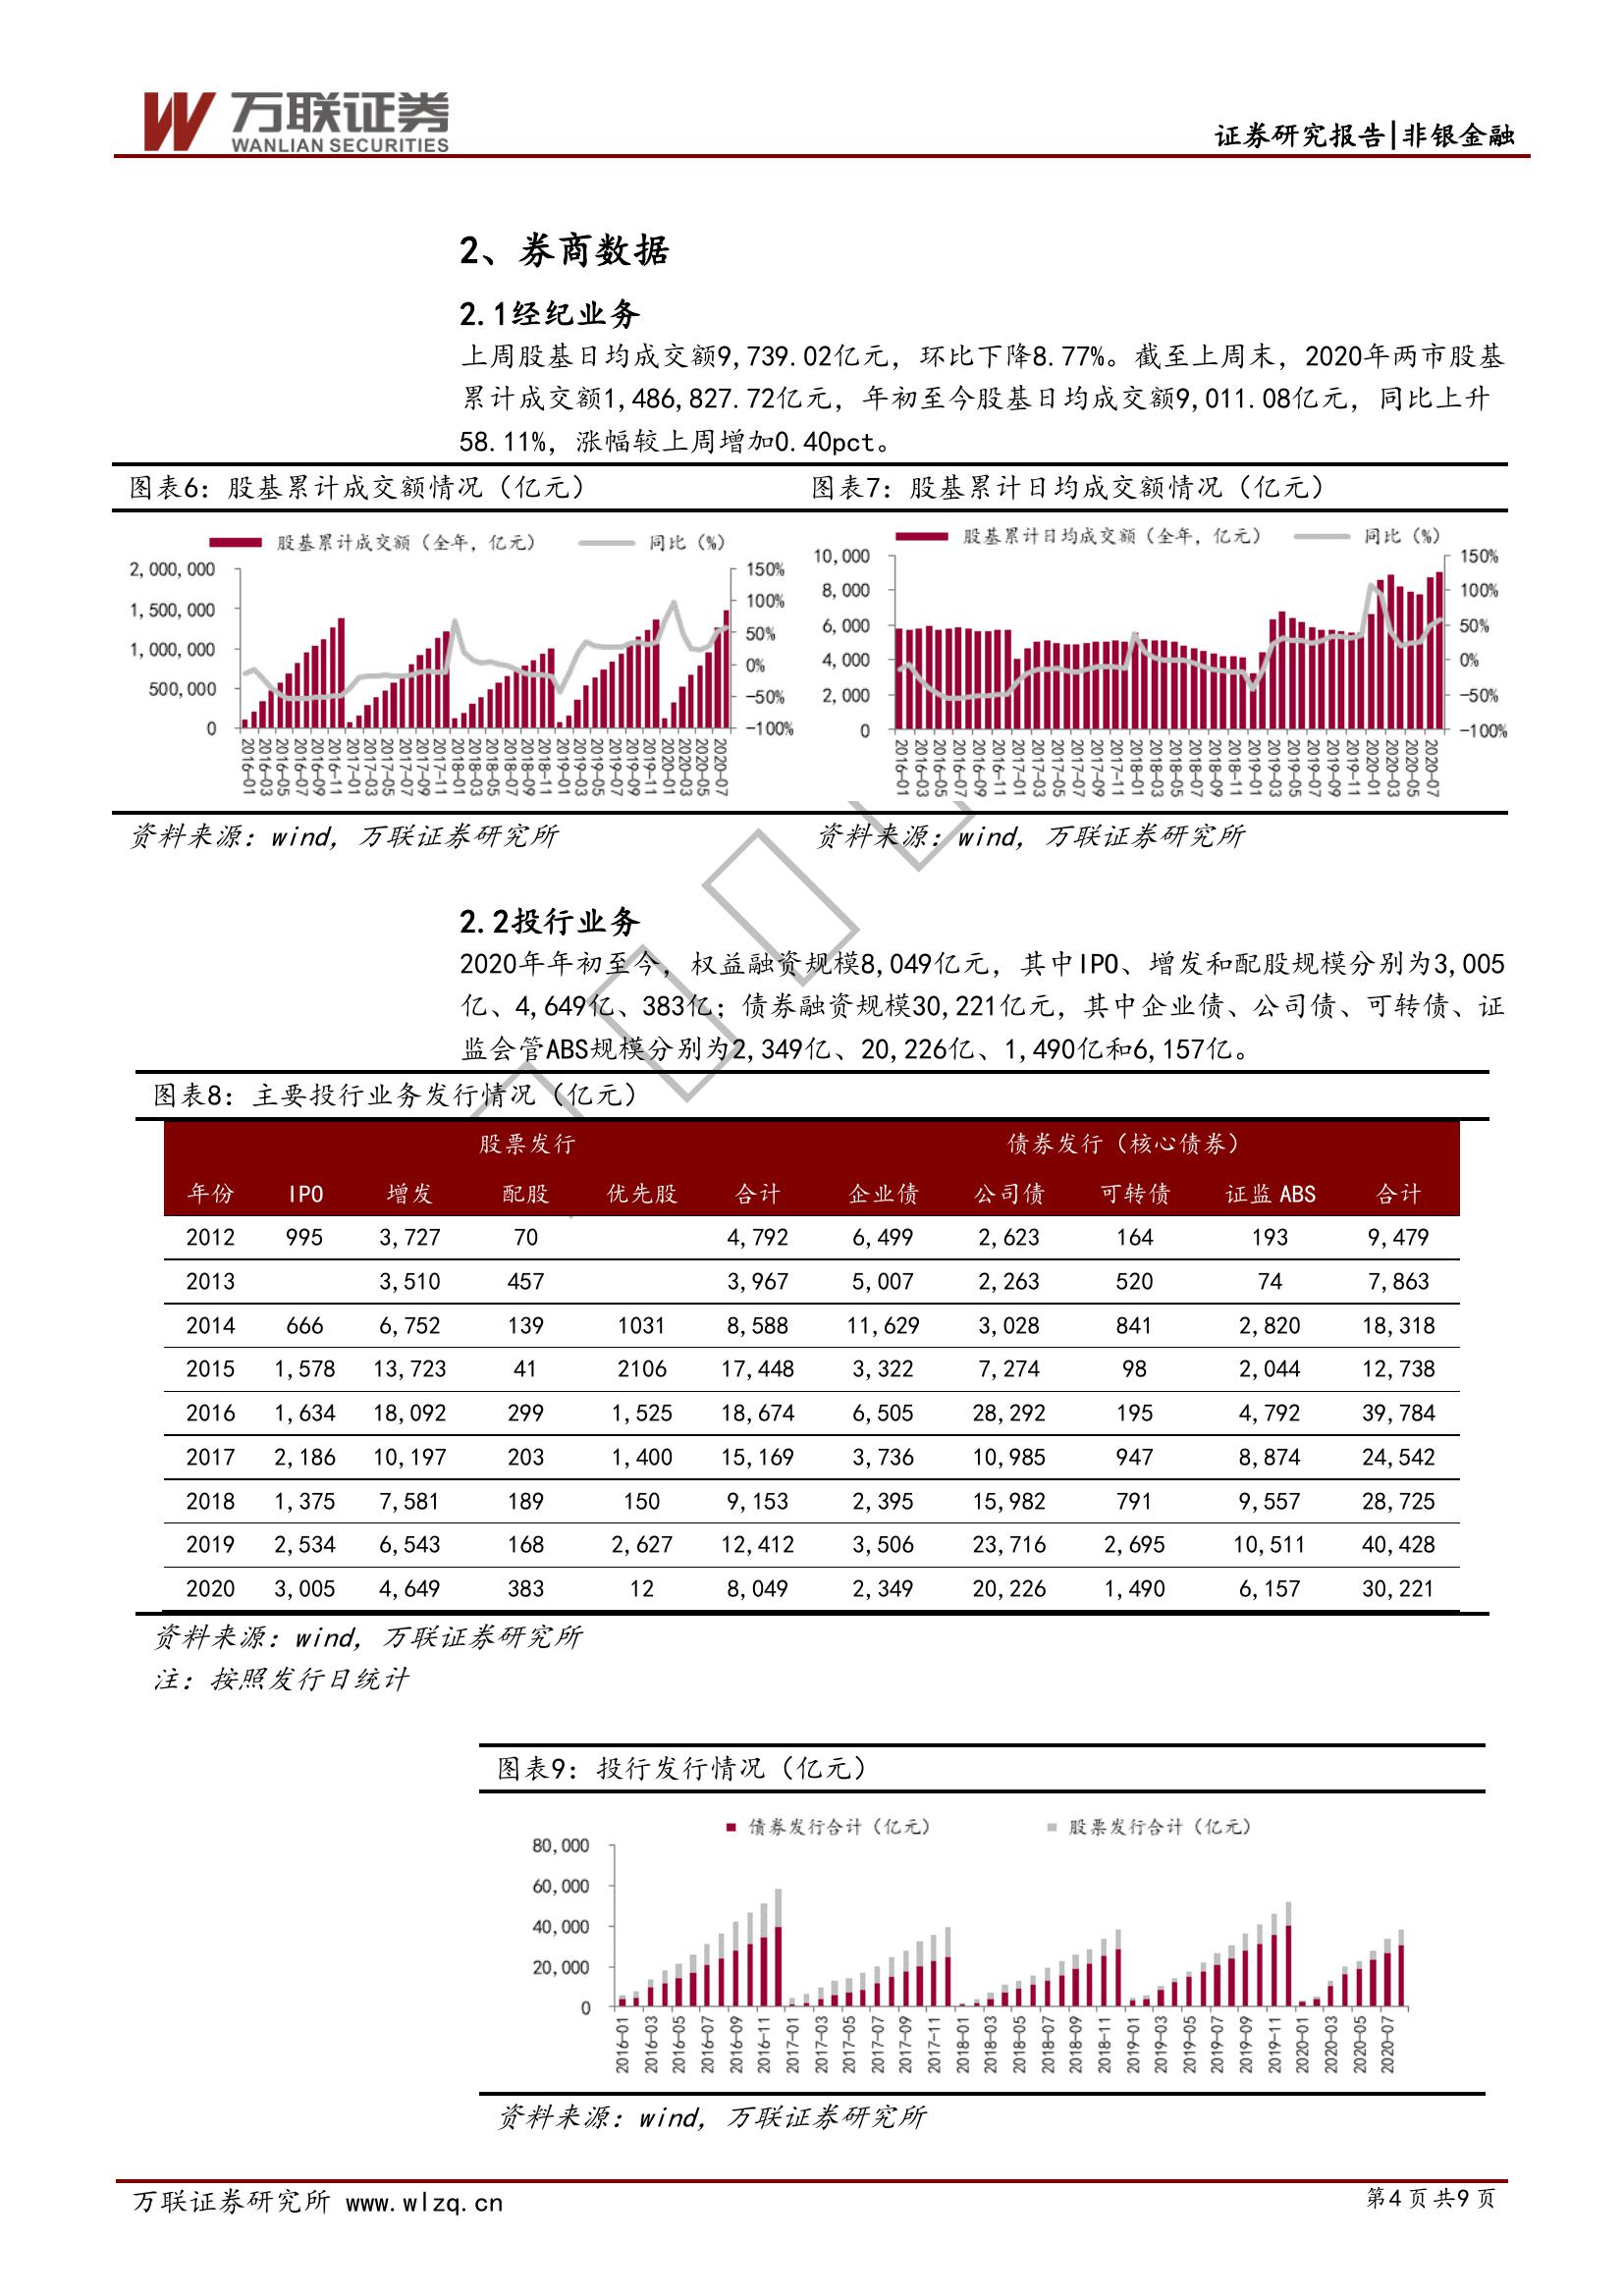 万联证券
WANLIAN SECURITIES
证券研究报告|非银金融
2、券商数据
2.1经纪业务
上周股基日均成交额9,739.02亿元，环比下降8.77%。截至上周末，2020年两市股基
累计成交额1,486,827.72亿元，年初至今股基日均成交额9,011.08亿元，同比上升
58.11%，涨幅较上周增加0.40pct。
图表6：股基累计成交额情况（亿元）
股基累计成交额（全年，亿元） 同比（%）
2,000,000
1,500,000
1,000,000
500,000
0
150%
100%
50%
0%
-50%
-100%
2016-01 2016-03 2016-05 2016-07 2016-09 2016-11 2017-01 2017-03 2017-05 2017-07 2017-09 2017-11 2018-01 2018-03 2018-05 2018-07 2018-09 2018-11 2019-01 2019-03 2019-05 2019-07 2019-09 2019-11 2020-01 2020-03 2020-05 2020-07
资料来源：wind，万联证券研究所
图表7：股基累计日均成交额情况（亿元）
股基累计日均成交额（全年，亿元） 同比（%）
10,000
8,000
6,000
4,000
2,000
0
150%
100%
50%
0%
-50%
-100%
2016-01 2016-03 2016-05 2016-07 2016-09 2016-11 2017-01 2017-03 2017-05 2017-07 2017-09 2017-11 2018-01 2018-03 2018-05 2018-07 2018-09 2018-11 2019-01 2019-03 2019-05 2019-07 2019-09 2019-11 2020-01 2020-03 2020-05 2020-07
资料来源：wind，万联证券研究所
2.2投行业务
2020年年初至今，权益融资规模8,049亿元，其中IPO、增发和配股规模分别为3,005
亿、4,649亿、383亿；债券融资规模30,221亿元，其中企业债、公司债、可转债、证
监会管ABS规模分别为2,349亿、20,226亿、1,490亿和6,157亿。
图表8：主要投行业务发行情况（亿元）
股票发行 债券发行（核心债券）
年份 IPO 增发 配股 优先股 合计 企业债 公司债 可转债 证监 ABS 合计
2012 995 3,727 70 4,792 6,499 2,623 164 193 9,479
2013 3,510 457 3,967 5,007 2,263 520 74 7,863
2014 666 6,752 139 1031 8,588 11,629 3,028 841 2,820 18,318
2015 1,578 13,723 41 2106 17,448 3,322 7,274 98 2,044 12,738
2016 1,634 18,092 299 1,525 18,674 6,505 28,292 195 4,792 39,784
2017 2,186 10,197 203 1,400 15,169 3,736 10,985 947 8,874 24,542
2018 1,375 7,581 189 150 9,153 2,395 15,982 791 9,557 28,725
2019 2,534 6,543 168 2,627 12,412 3,506 23,716 2,695 10,511 40,428
2020 3,005 4,649 383 12 8,049 2,349 20,226 1,490 6,157 30,221
资料来源：wind，万联证券研究所
注：按照发行日统计
图表9：投行发行情况（亿元）
债券发行合计（亿元） 股票发行合计（亿元）
80,000
60,000
40,000
20,000
0
2016-01 2016-03 2016-05 2016-07 2016-09 2016-11 2017-01 2017-03 2017-05 2017-07 2017-09 2017-11 2018-01 2018-03 2018-05 2018-07 2018-09 2018-11 2019-01 2019-03 2019-05 2019-07 2019-09 2019-11 2020-01 2020-03 2020-05 2020-07
资料来源：wind，万联证券研究所
万联证券研究所 www.wlzq.cn
第4页共9页